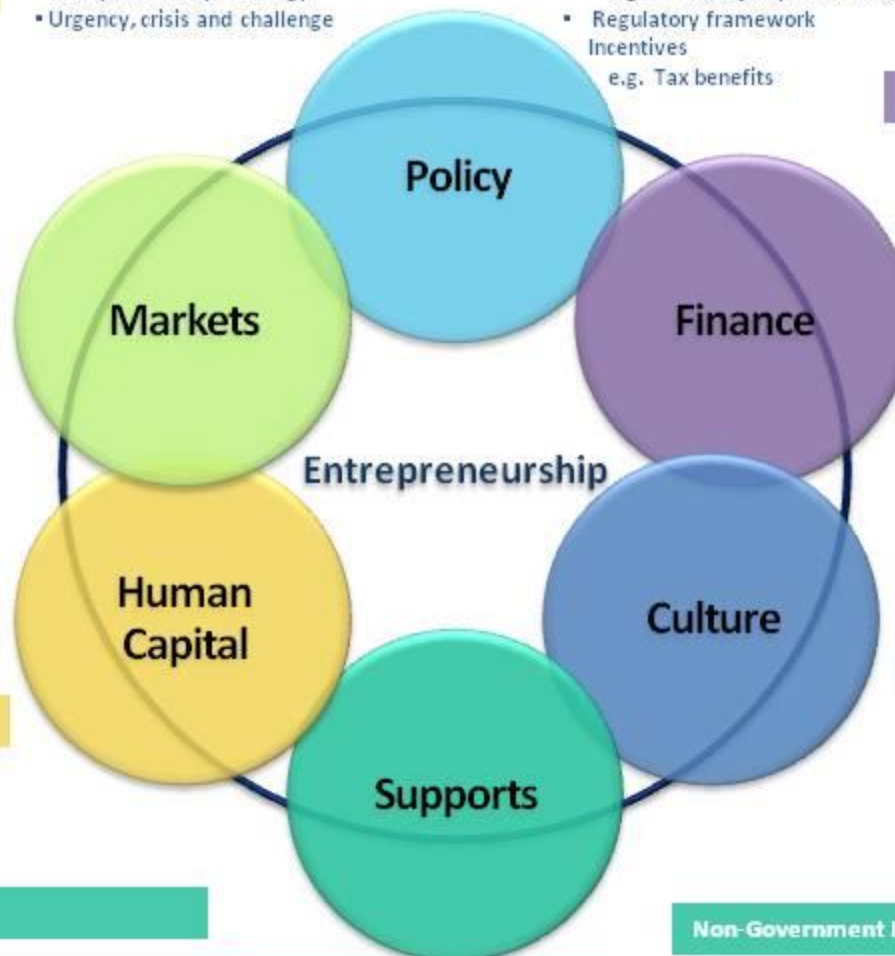 ▪ Urgency, crisis and challenge
▪ Regulatory framework
Incentives
e.g. Tax benefits
Policy
Markets
Finance
Entrepreneurship
Human
Capital
Culture
Supports
Non-Government